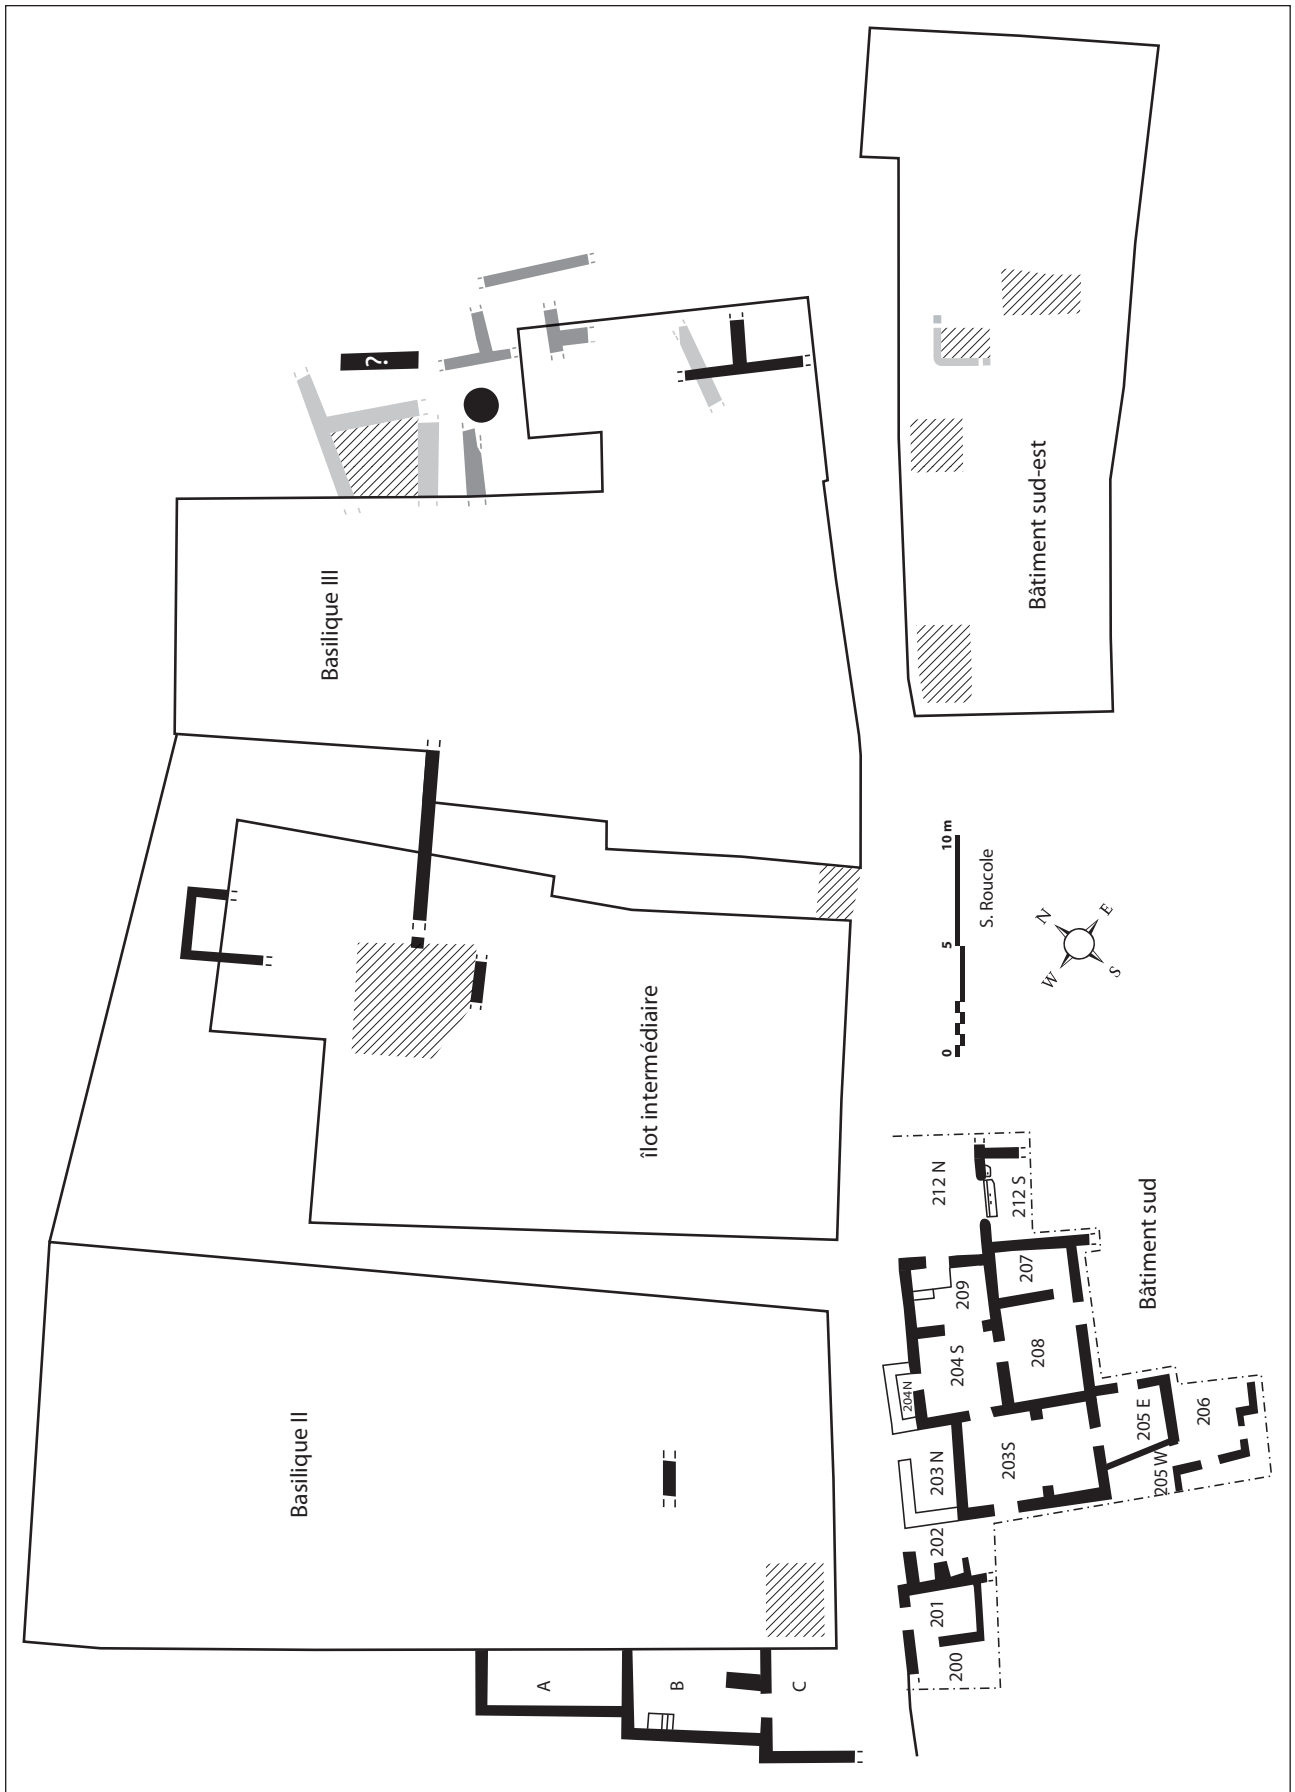 Basilique II
îlot intermédiaire
Basilique III
?
A
B
C
200
201
202
203 N
203S
204N
204 S
209
208
207
205 E
205 W
206
212 N
212 S
Bâtiment sud
0
5
10 m
S. Roucole
N
E
S
W
Bâtiment sud-est